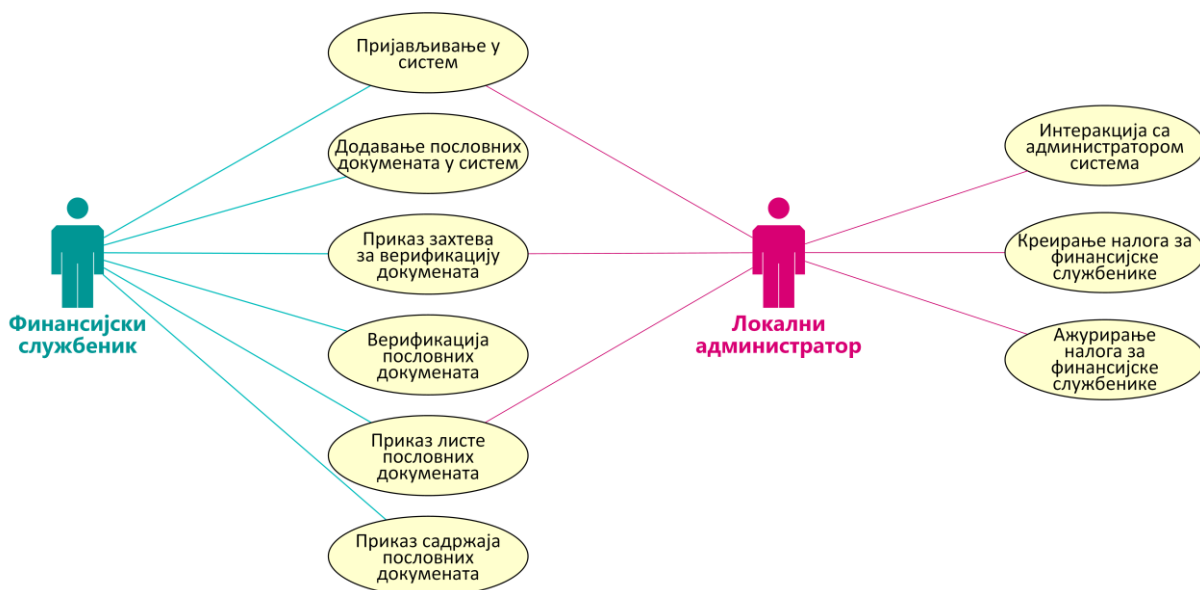 Пријављивање у
систем
Додавање пословних
докумената у систем
Приказ захтева
за верификацију
докумената
Верификација
пословних
докумената
Приказ листе
пословних
докумената
Приказ садржаја
пословних
докумената
Финансијски
службеник
Локални
администратор
Интеракција са
администратором
система
Креирање налога за
финансијске
службенике
Ажурирање
налога за
финансијске
службенике